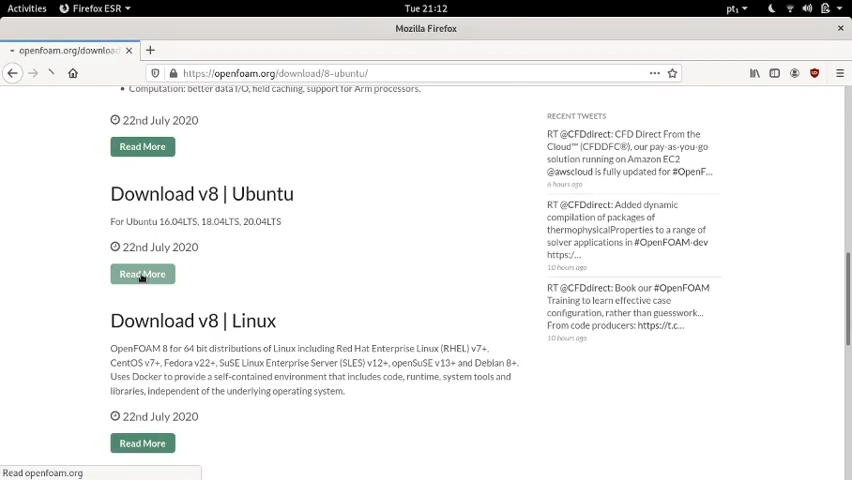 Activities Firefox ESR Tue 21:12 pt1
Mozilla Firefox
openfoam.org/download
https://openfoam.org/download/8-ubuntu/
Computation: better data I/O, field caching, support for Arm processors.
22nd July 2020
Read More
Download v8 | Ubuntu
For Ubuntu 16.04LTS, 18.04LTS, 20.04LTS
22nd July 2020
Read More
Download v8 | Linux
OpenFOAM 8 for 64 bit distributions of Linux including Red Hat Enterprise Linux (RHEL) v7+,
CentOS v7+, Fedora v22+, SuSE Linux Enterprise Server (SLES) v12+, openSuSE v13+ and Debian 8+.
Uses Docker to provide a self-contained environment that includes code, runtime, system tools and
libraries, independent of the underlying operating system.
22nd July 2020
Read More
RECENT TWEETS
RT @CFDdirect: CFD Direct From the
Cloud™ (CFDDFC®), our pay-as-you-go
solution running on Amazon EC2
@awscloud is fully updated for #OpenF...
6 hours ago
RT @CFDdirect: Added dynamic
compilation of packages of
thermophysicalProperties to a range of
solver applications in #OpenFOAM-dev
https:/...
10 hours ago
RT @CFDdirect: Book our #OpenFOAM
Training to learn effective case
configuration, rather than guesswork...
From code producers: https://t.c...
10 hours ago
Read openfoam.org